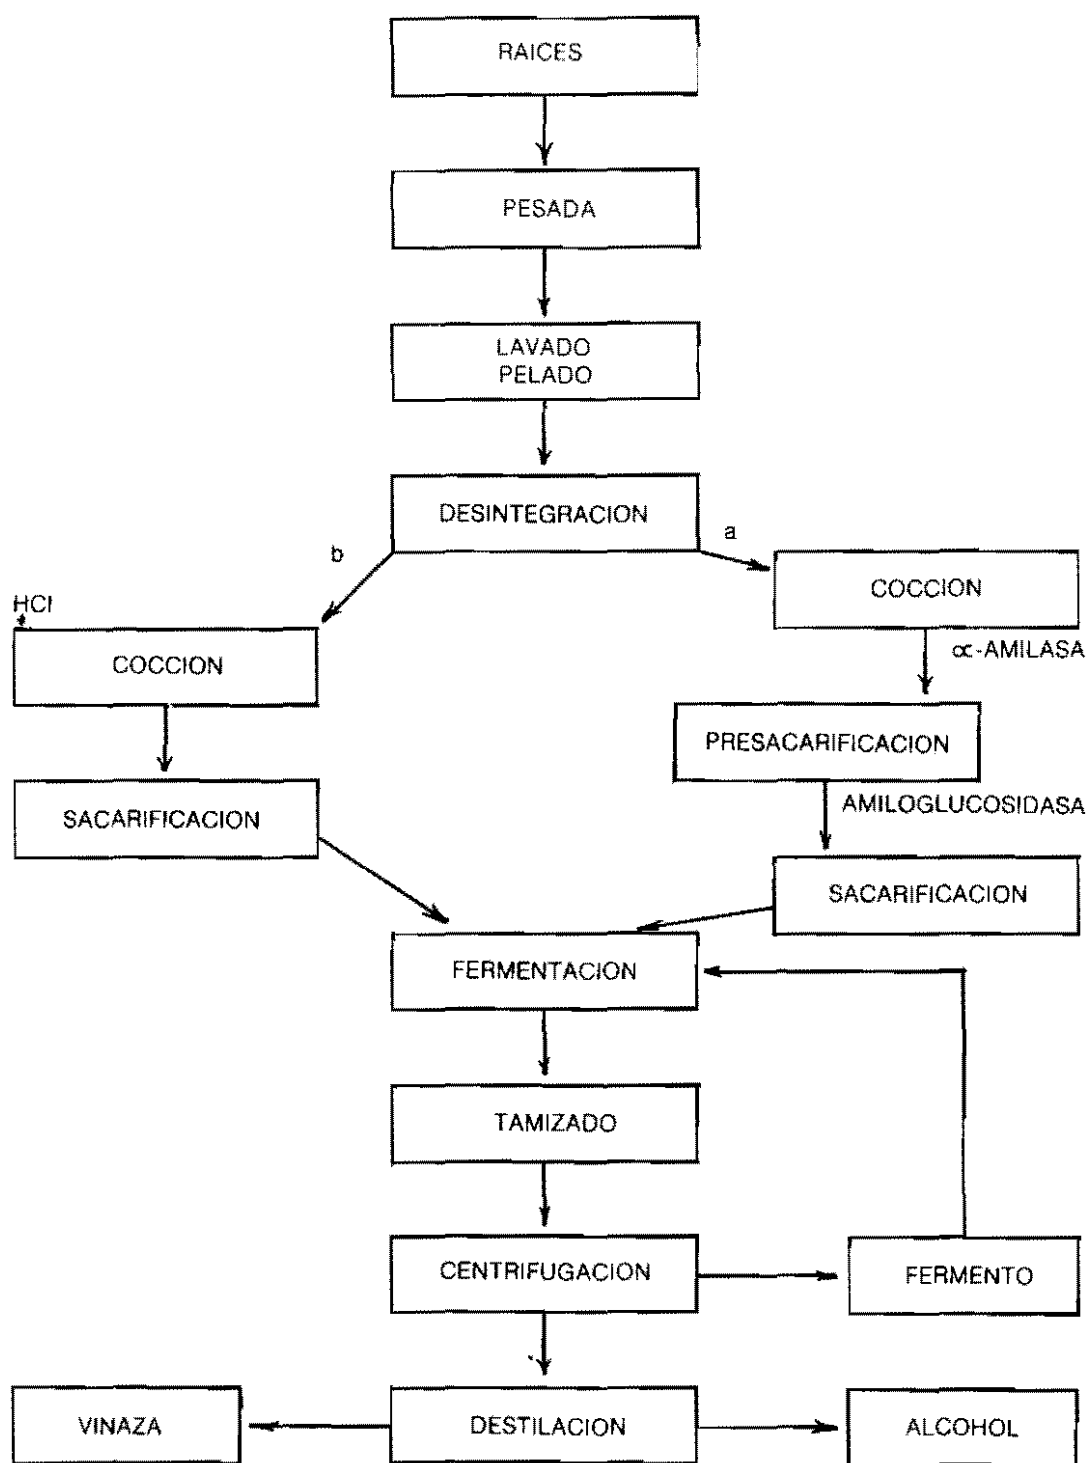 RAICES
PESADA
LAVADO
PELADO
DESINTEGRACION
b
a
HCl
COCCION
COCCION
∝-AMILASA
PRESACARIFICACION
SACARIFICACION
AMILOGLUCOSIDASA
SACARIFICACION
FERMENTACION
TAMIZADO
CENTRIFUGACION
FERMENTO
VINAZA
DESTILACION
ALCOHOL